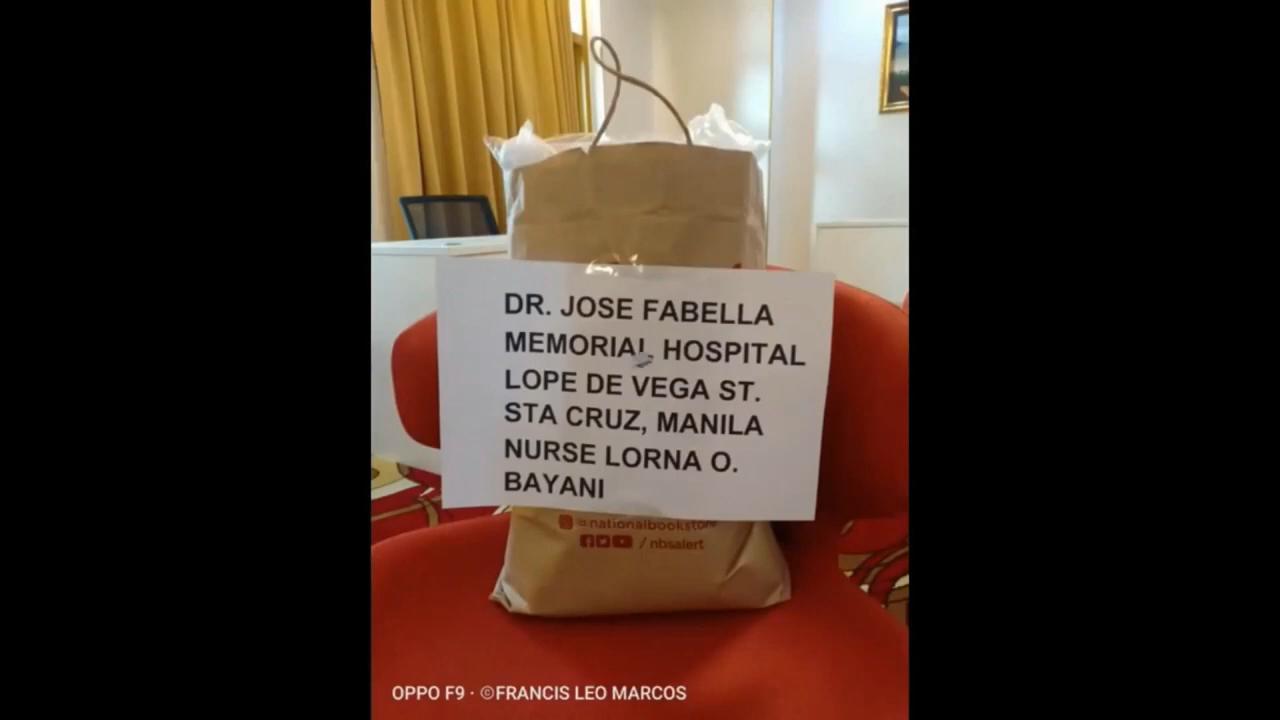 DR. JOSE FABELLA
MEMORIAL HOSPITAL
LOPE DE VEGA ST.
STA CRUZ, MANILA
NURSE LORNA O.
BAYANI
@nationalbookstore
/ nbsalert
OPPO F9 · ©FRANCIS LEO MARCOS